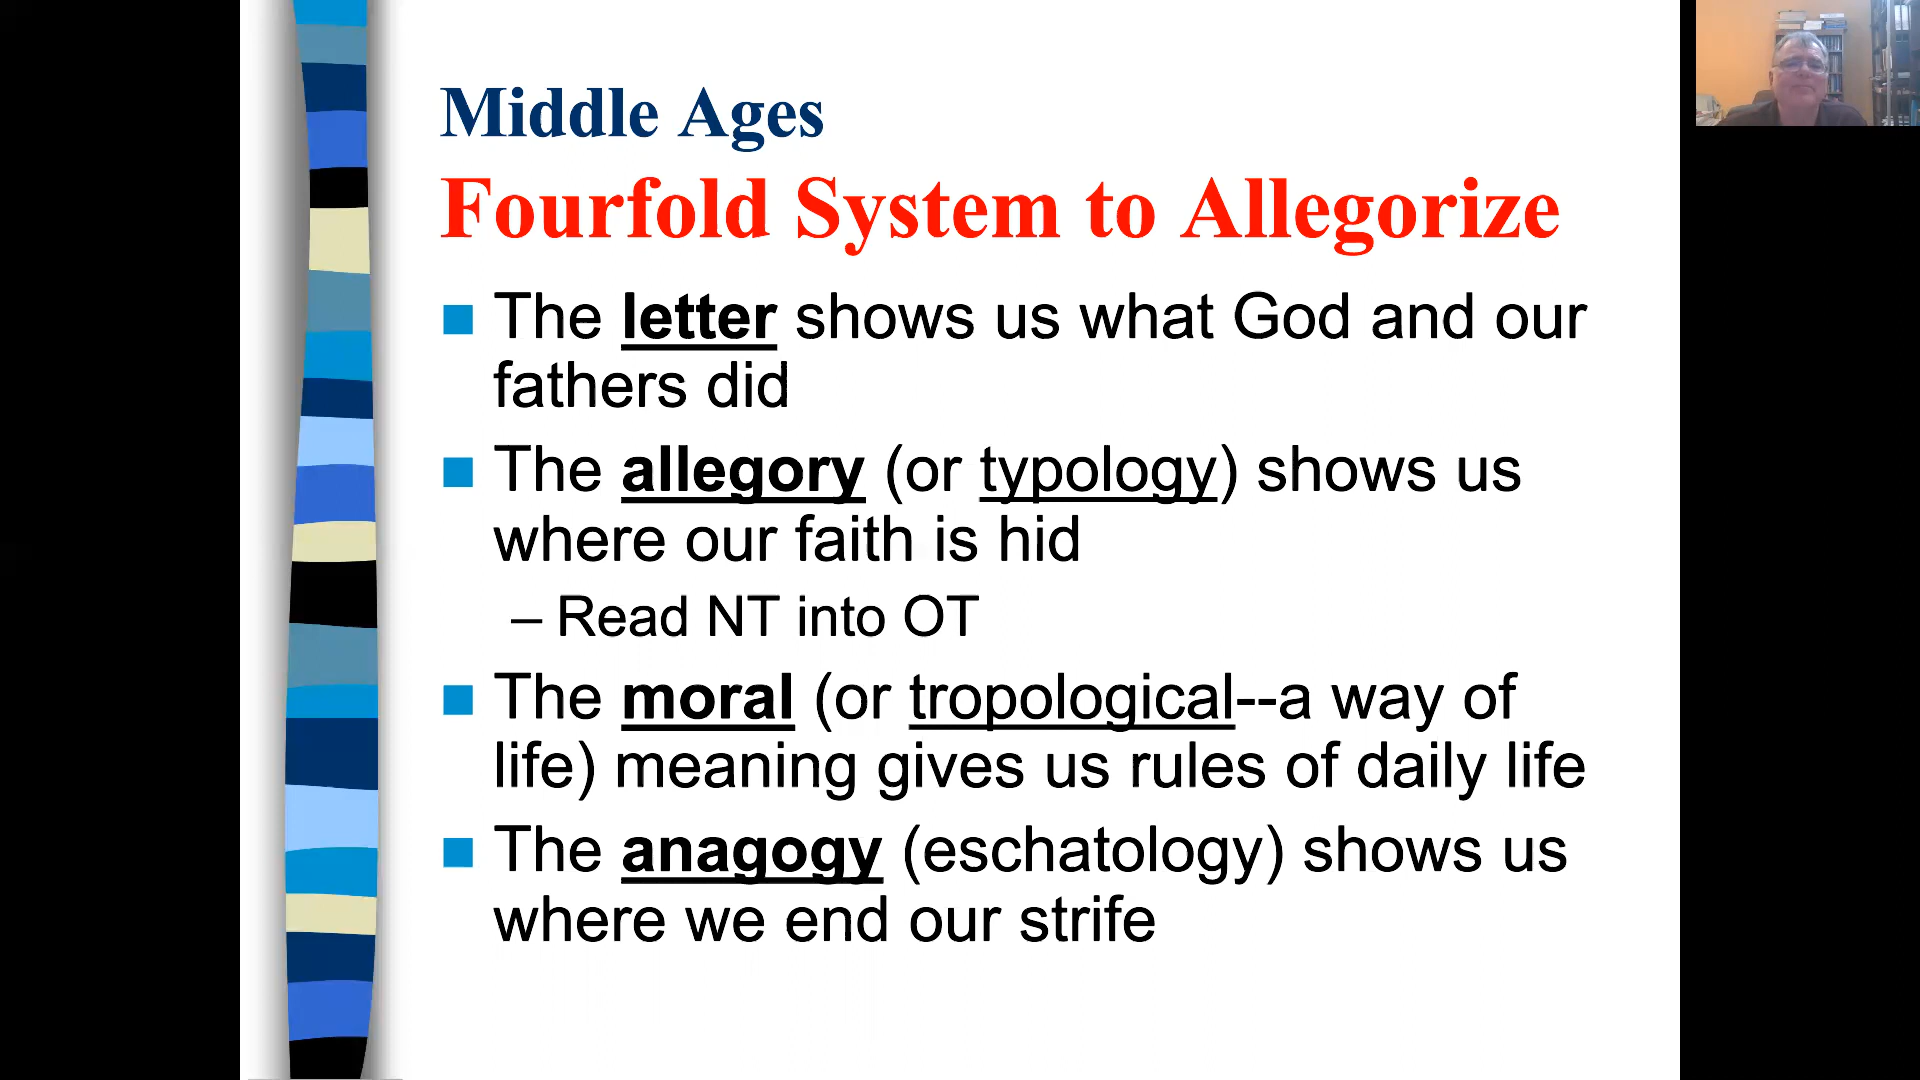 Middle Ages
Fourfold System to Allegorize
The letter shows us what God and our
fathers did
The allegory (or typology) shows us
where our faith is hid
– Read NT into OT
The moral (or tropological--a way of
life) meaning gives us rules of daily life
The anagogy (eschatology) shows us
where we end our strife